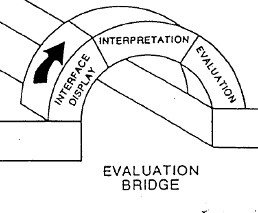 INTERFACE
DISPLAY
INTERPRETATION
EVALUATION
EVALUATION
BRIDGE